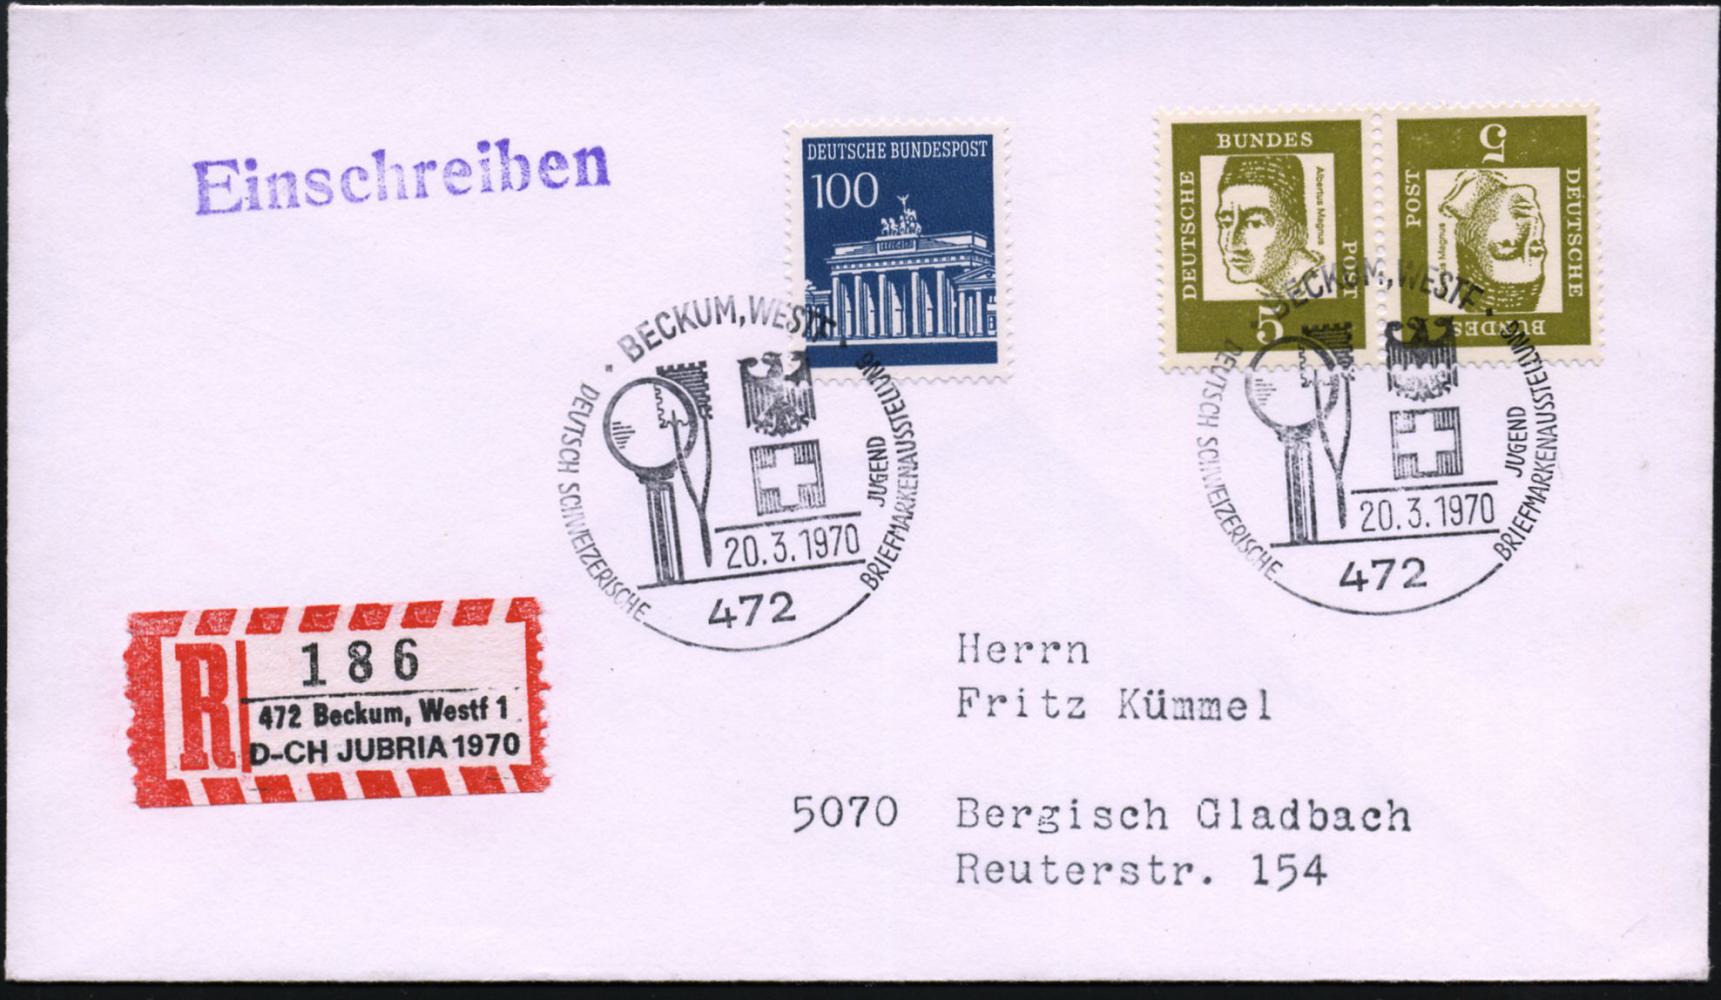 Einschreiben
DEUTSCHE BUNDESPOST
100
DEUTSCHE
BUNDES
POST
Albertus Magnus
5
DEUTSCHE
BUNDES
POST
Magnus
5
BECKUM, WESTF.
DEUTSCH SCHWEIZERISCHE
JUGEND
BRIEFMARKENAUSSTELLUNG
20.3.1970
472
BECKUM, WESTF.
DEUTSCH SCHWEIZERISCHE
JUGEND
BRIEFMARKENAUSSTELLUNG
20.3.1970
472
R
186
472 Beckum, Westf 1
D-CH JUBRIA 1970
Herrn
Fritz Kümmel
5070 Bergisch Gladbach
Reuterstr. 154